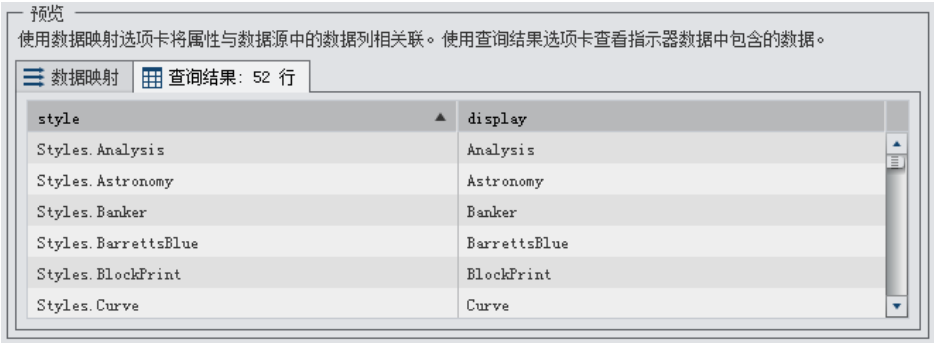 预览
使用数据映射选项卡将属性与数据源中的数据列相关联。使用查询结果选项卡查看指示器数据中包含的数据。
数据映射 查询结果: 52 行
style display
Styles.Analysis Analysis
Styles.Astronomy Astronomy
Styles.Banker Banker
Styles.BarrettsBlue BarrettsBlue
Styles.BlockPrint BlockPrint
Styles.Curve Curve